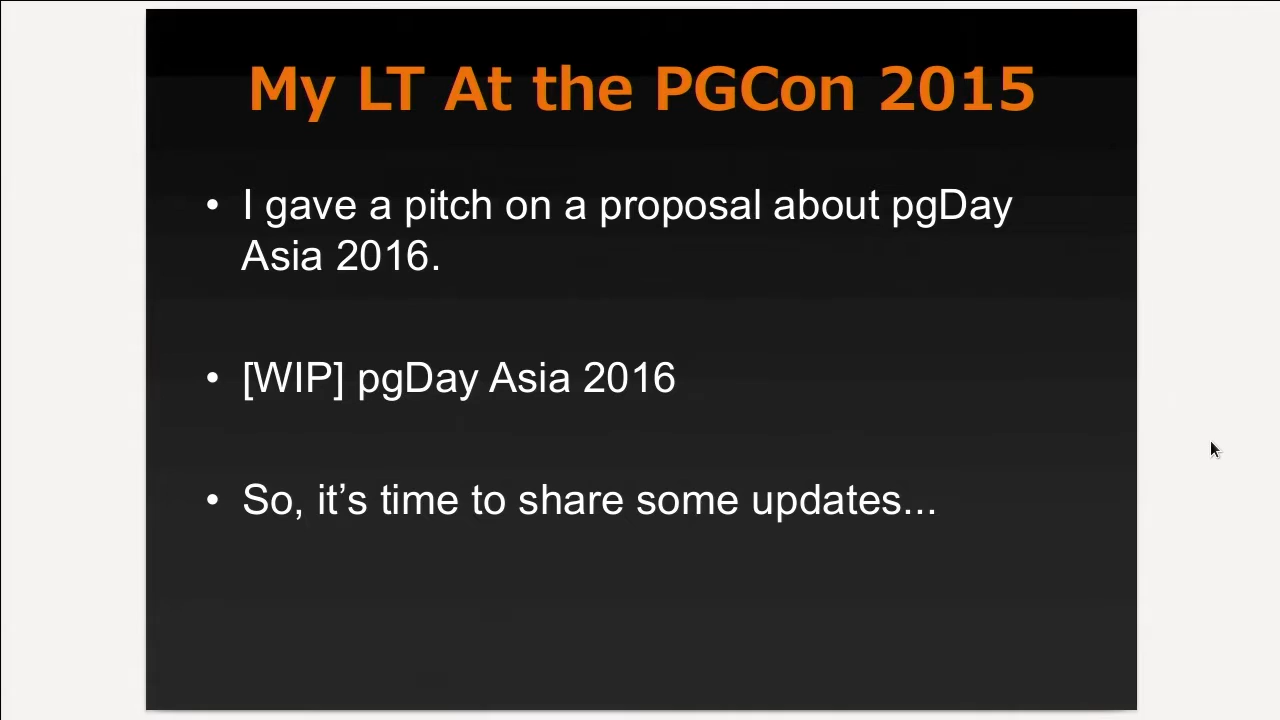 My LT At the PGCon 2015
• I gave a pitch on a proposal about pgDay
Asia 2016.
• [WIP] pgDay Asia 2016
• So, it’s time to share some updates...